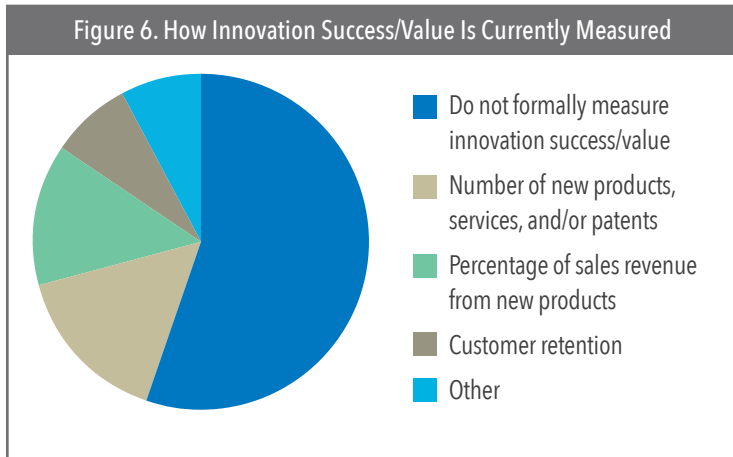 Figure 6. How Innovation Success/Value Is Currently Measured
Do not formally measure
innovation success/value
Number of new products,
services, and/or patents
Percentage of sales revenue
from new products
Customer retention
Other